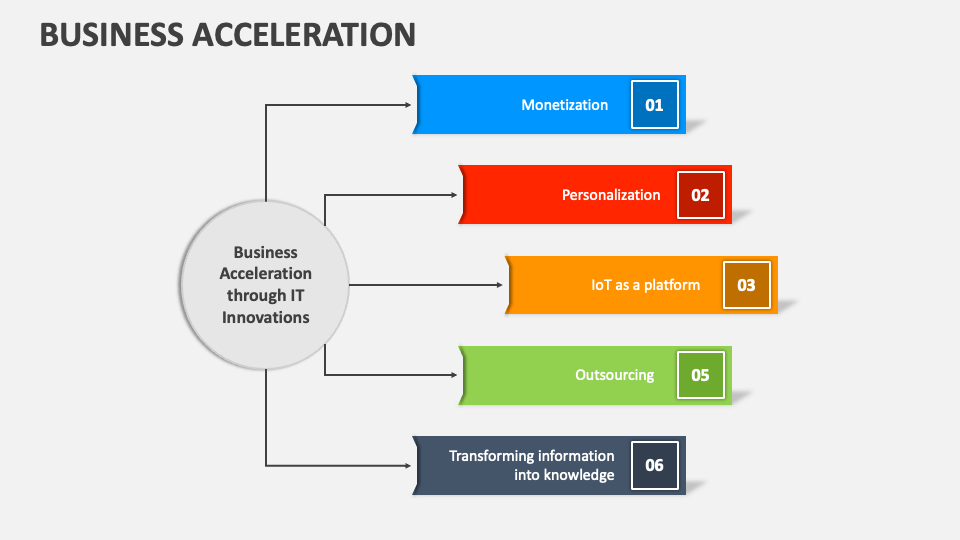 BUSINESS ACCELERATION
Monetization
01
Personalization
02
Business
Acceleration
through IT
Innovations
IoT as a platform
03
Outsourcing
05
Transforming information
into knowledge
06